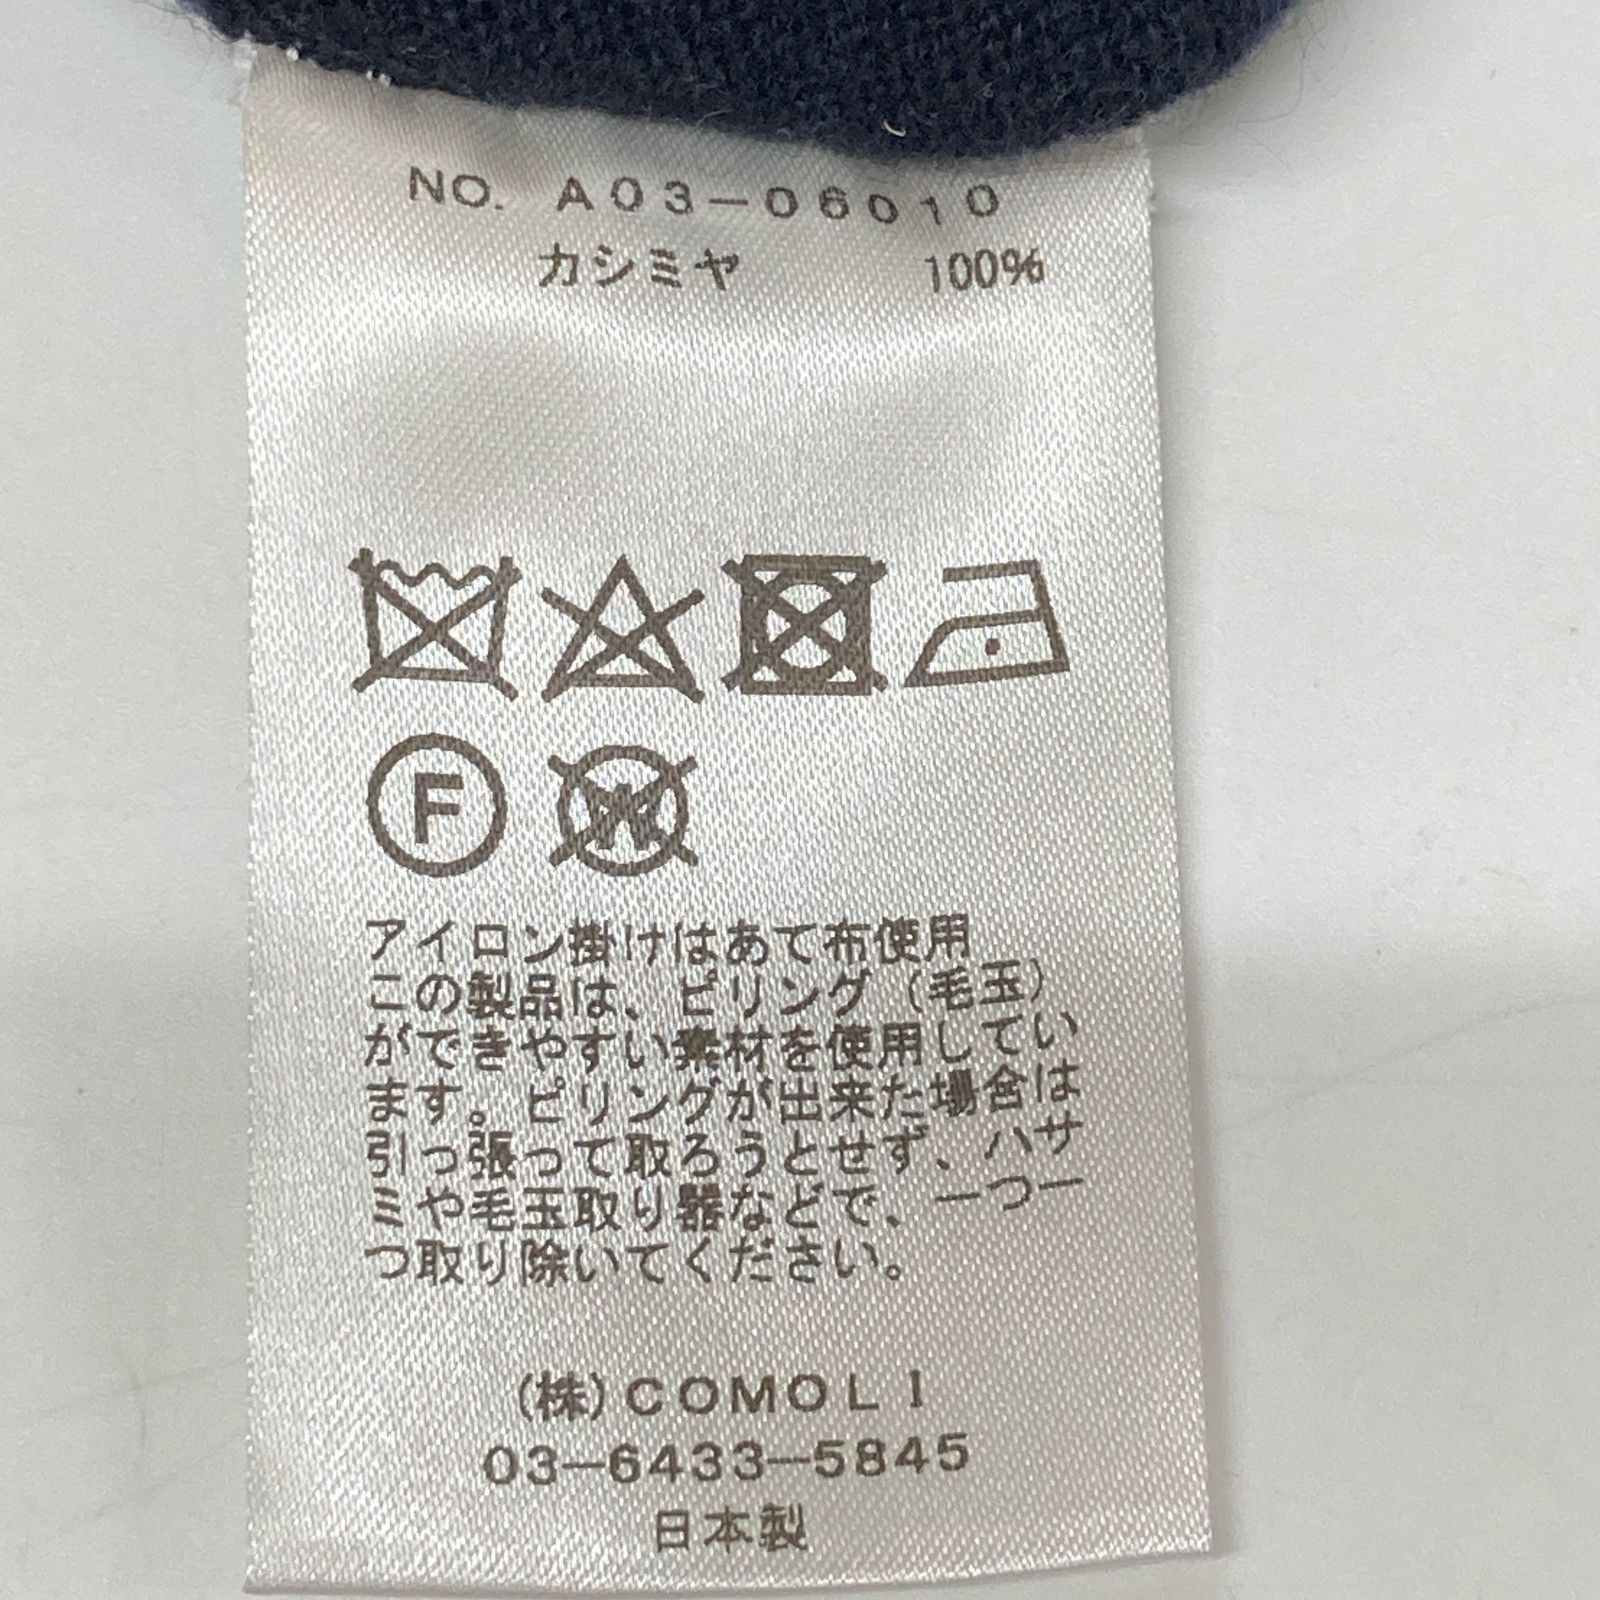 NO. A03-06010
カシミヤ 100%
F
W
アイロン掛けはあて布使用
この製品は、ピリング(毛玉)
ができやすい素材を使用してい
ます。ピリングが出来た場合は
引っ張って取ろうとせず、ハサ
ミや毛玉取り器などで、一つ一
つ取り除いてください。
(株)COMOLI
03-6433-5845
日本製